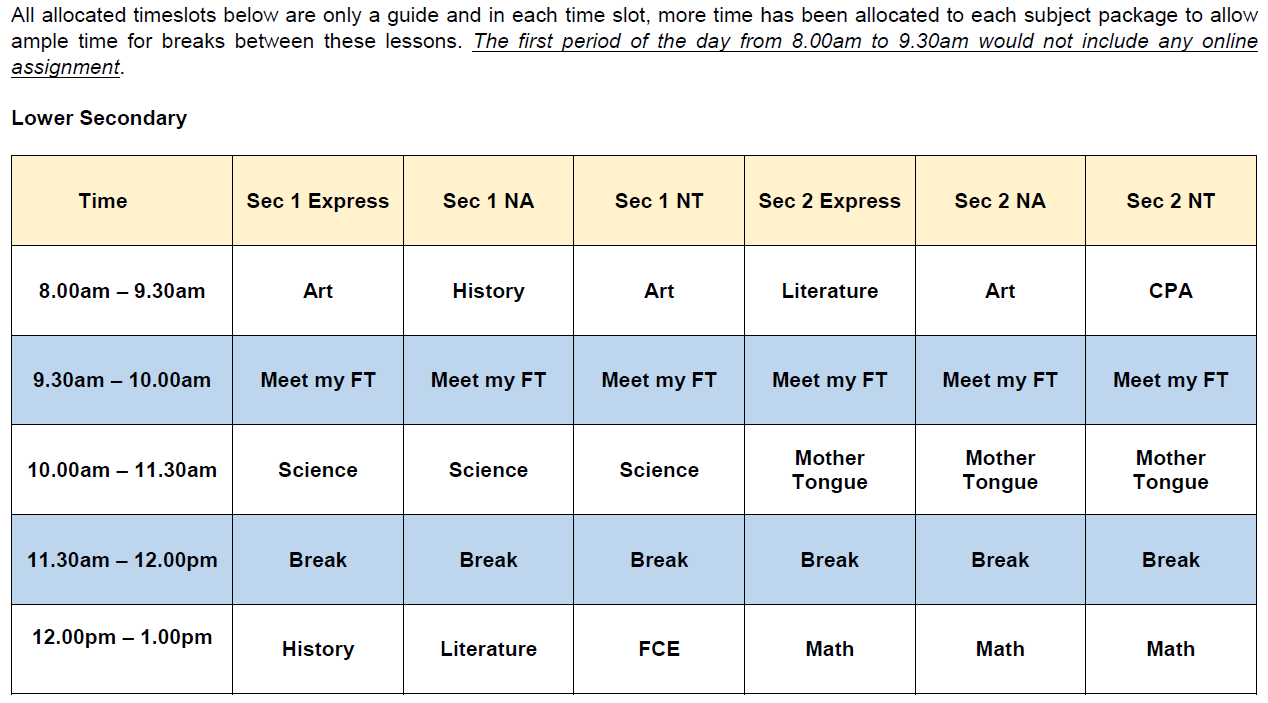 All allocated timeslots below are only a guide and in each time slot, more time has been allocated to each subject package to allow
ample time for breaks between these lessons. The first period of the day from 8.00am to 9.30am would not include any online
assignment.
Lower Secondary
Time Sec 1 Express Sec 1 NA Sec 1 NT Sec 2 Express Sec 2 NA Sec 2 NT
8.00am – 9.30am Art History Art Literature Art CPA
9.30am – 10.00am Meet my FT Meet my FT Meet my FT Meet my FT Meet my FT Meet my FT
10.00am – 11.30am Science Science Science Mother Tongue Mother Tongue Mother Tongue
11.30am – 12.00pm Break Break Break Break Break Break
12.00pm – 1.00pm History Literature FCE Math Math Math